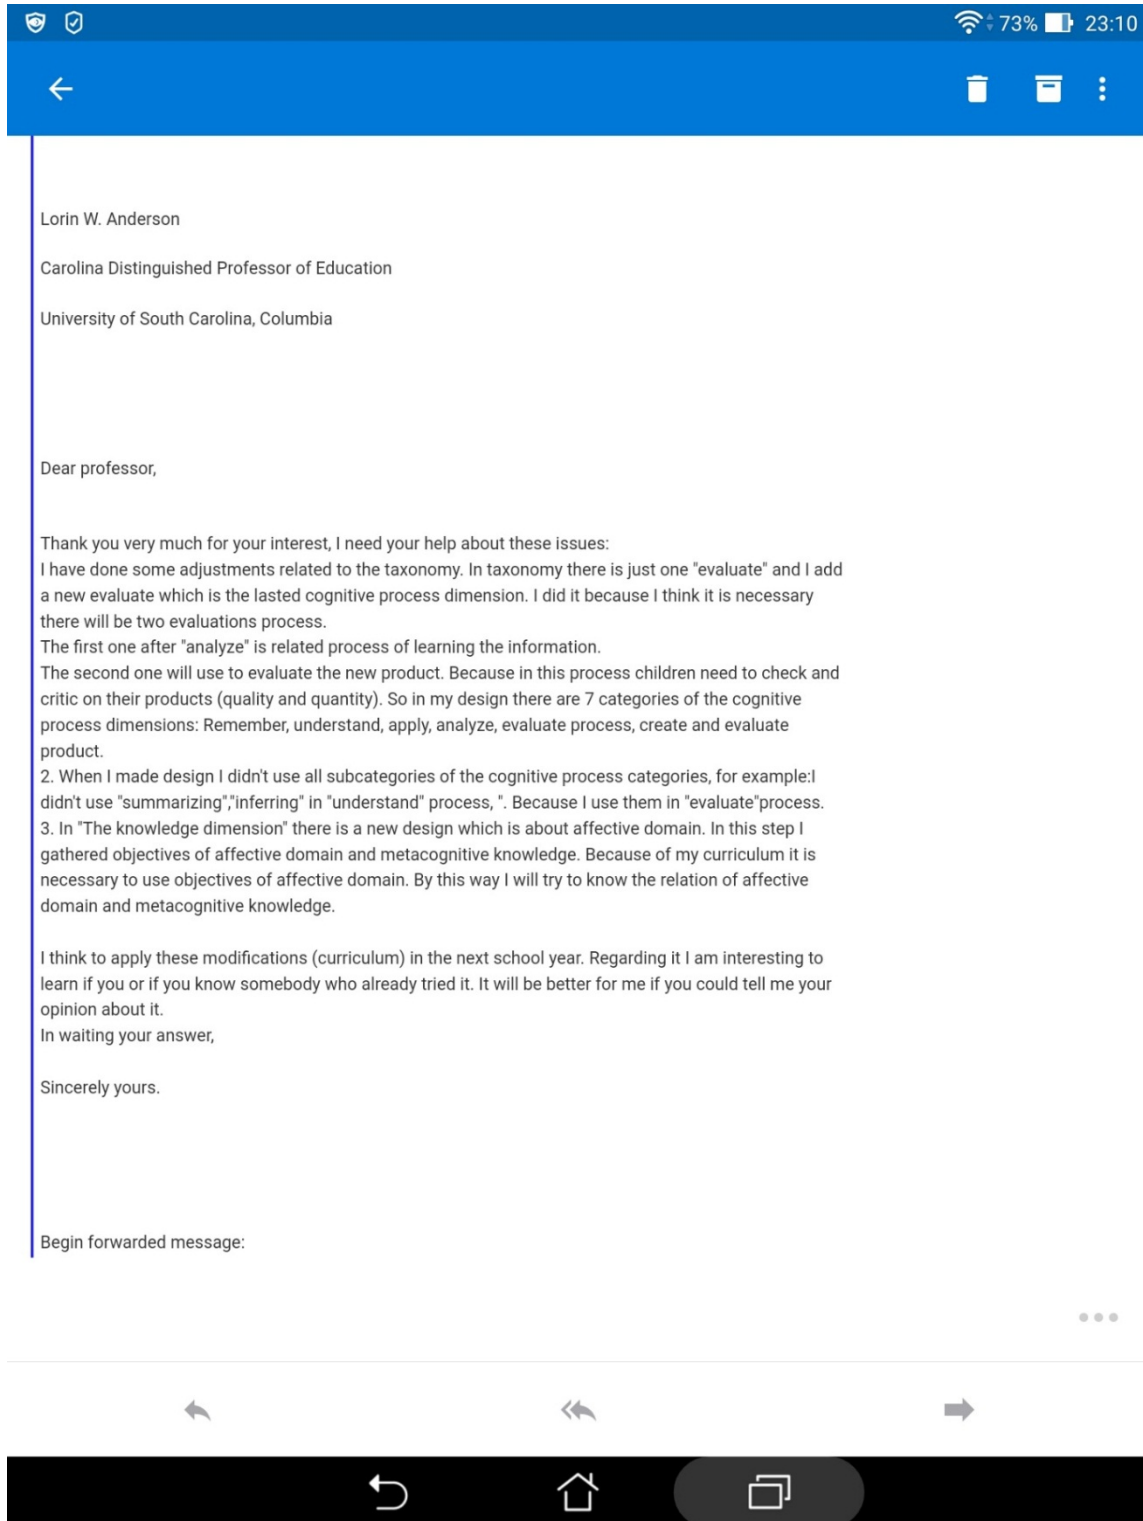 73% 23:10
Lorin W. Anderson
Carolina Distinguished Professor of Education
University of South Carolina, Columbia
Dear professor,
Thank you very much for your interest, I need your help about these issues:
I have done some adjustments related to the taxonomy. In taxonomy there is just one "evaluate" and I add
a new evaluate which is the lasted cognitive process dimension. I did it because I think it is necessary
there will be two evaluations process.
The first one after "analyze" is related process of learning the information.
The second one will use to evaluate the new product. Because in this process children need to check and
critic on their products (quality and quantity). So in my design there are 7 categories of the cognitive
process dimensions: Remember, understand, apply, analyze, evaluate process, create and evaluate
product.
2. When I made design I didn't use all subcategories of the cognitive process categories, for example:I
didn't use "summarizing","inferring" in "understand" process, ". Because I use them in "evaluate"process.
3. In "The knowledge dimension" there is a new design which is about affective domain. In this step I
gathered objectives of affective domain and metacognitive knowledge. Because of my curriculum it is
necessary to use objectives of affective domain. By this way I will try to know the relation of affective
domain and metacognitive knowledge.
I think to apply these modifications (curriculum) in the next school year. Regarding it I am interesting to
learn if you or if you know somebody who already tried it. It will be better for me if you could tell me your
opinion about it.
In waiting your answer,
Sincerely yours.
Begin forwarded message: